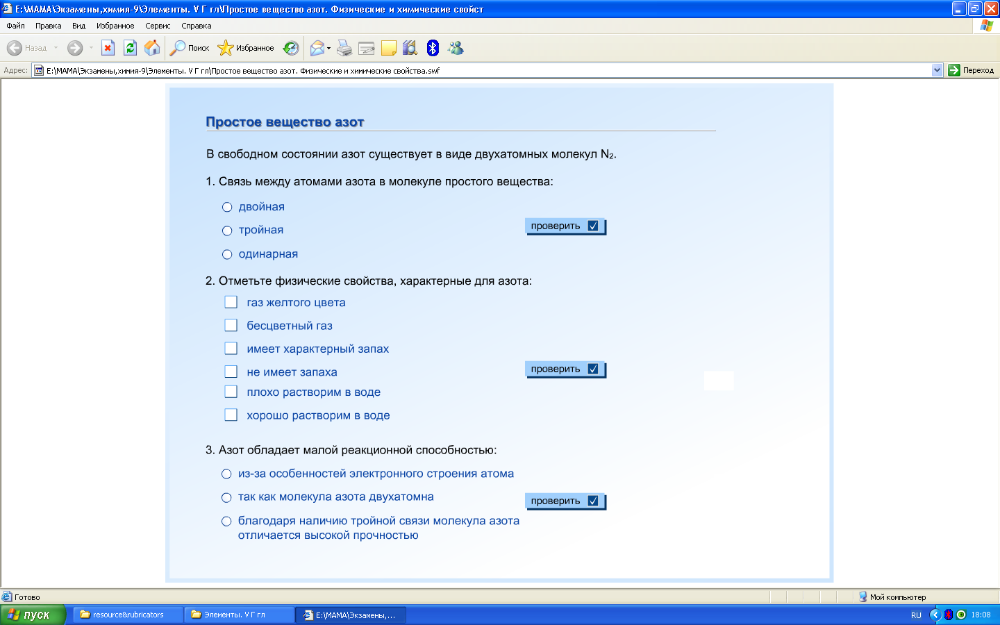 E:\МАМА\Экзамены,химия-9\Элементы. V Г гл\Простое вещество азот. Физические и химические свойст
Файл Правка Вид Избранное Сервис Справка
Назад Поиск Избранное
Адрес: E:\МАМА\Экзамены,химия-9\Элементы. V Г гл\Простое вещество азот. Физические и химические свойства.swf Переход
Простое вещество азот
В свободном состоянии азот существует в виде двухатомных молекул N₂.
1. Связь между атомами азота в молекуле простого вещества:
двойная
тройная
проверить
одинарная
2. Отметьте физические свойства, характерные для азота:
газ желтого цвета
бесцветный газ
имеет характерный запах
не имеет запаха
проверить
плохо растворим в воде
хорошо растворим в воде
3. Азот обладает малой реакционной способностью:
из-за особенностей электронного строения атома
так как молекула азота двухатомна
проверить
благодаря наличию тройной связи молекула азота
отличается высокой прочностью
Готово Мой компьютер
пуск resource&rubricators Элементы. V Г гл E:\МАМА\Экзамены,... RU 18:08